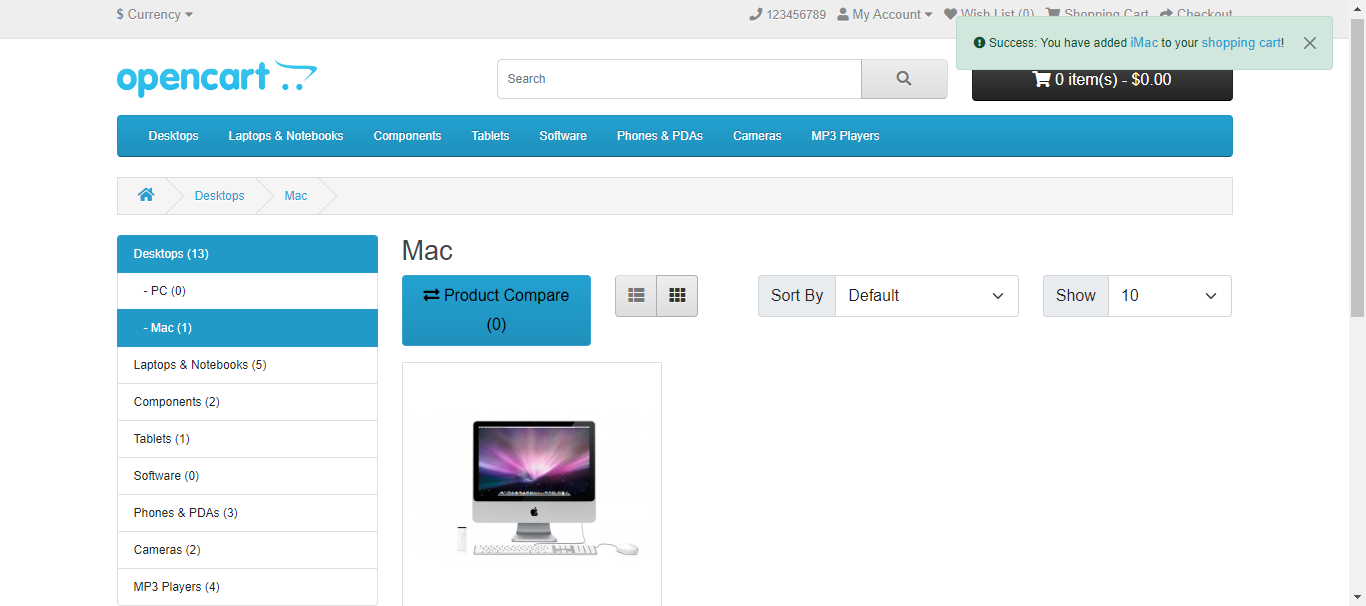 $ Currency
123456789 My Account Wish List (0) Shopping Cart Checkout
Success: You have added iMac to your shopping cart!
opencart
Search
0 item(s) - $0.00
Desktops Laptops & Notebooks Components Tablets Software Phones & PDAs Cameras MP3 Players
Desktops Mac
Desktops (13)
- PC (0)
- Mac (1)
Laptops & Notebooks (5)
Components (2)
Tablets (1)
Software (0)
Phones & PDAs (3)
Cameras (2)
MP3 Players (4)
Mac
Product Compare
(0)
Sort By Default
Show 10